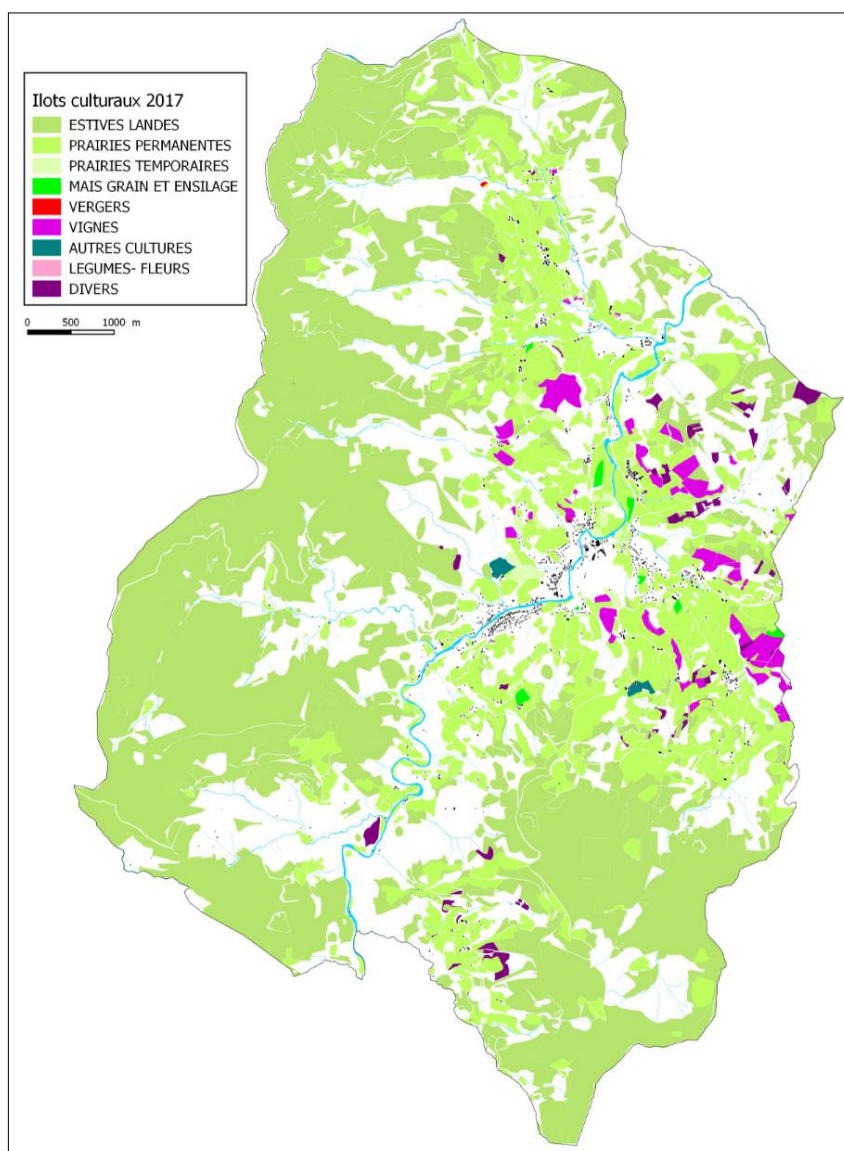 Ilots culturaux 2017
ESTIVES LANDES
PRAIRIES PERMANENTES
PRAIRIES TEMPORAIRES
MAIS GRAIN ET ENSILAGE
VERGERS
VIGNES
AUTRES CULTURES
LEGUMES- FLEURS
DIVERS
0 500 1000 m